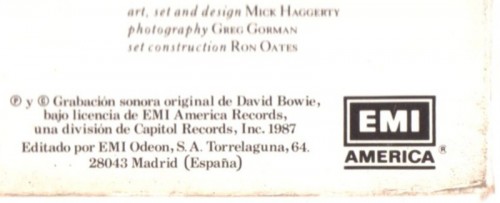 art, set and design MICK HAGGERTY
photography GREG GORMAN
set construction RON OATES
℗ y © Grabación sonora original de David Bowie,
bajo licencia de EMI America Records,
una división de Capitol Records, Inc. 1987
Editado por EMI Odeon, S. A. Torrelaguna, 64.
28043 Madrid (España)
EMI
AMERICA®